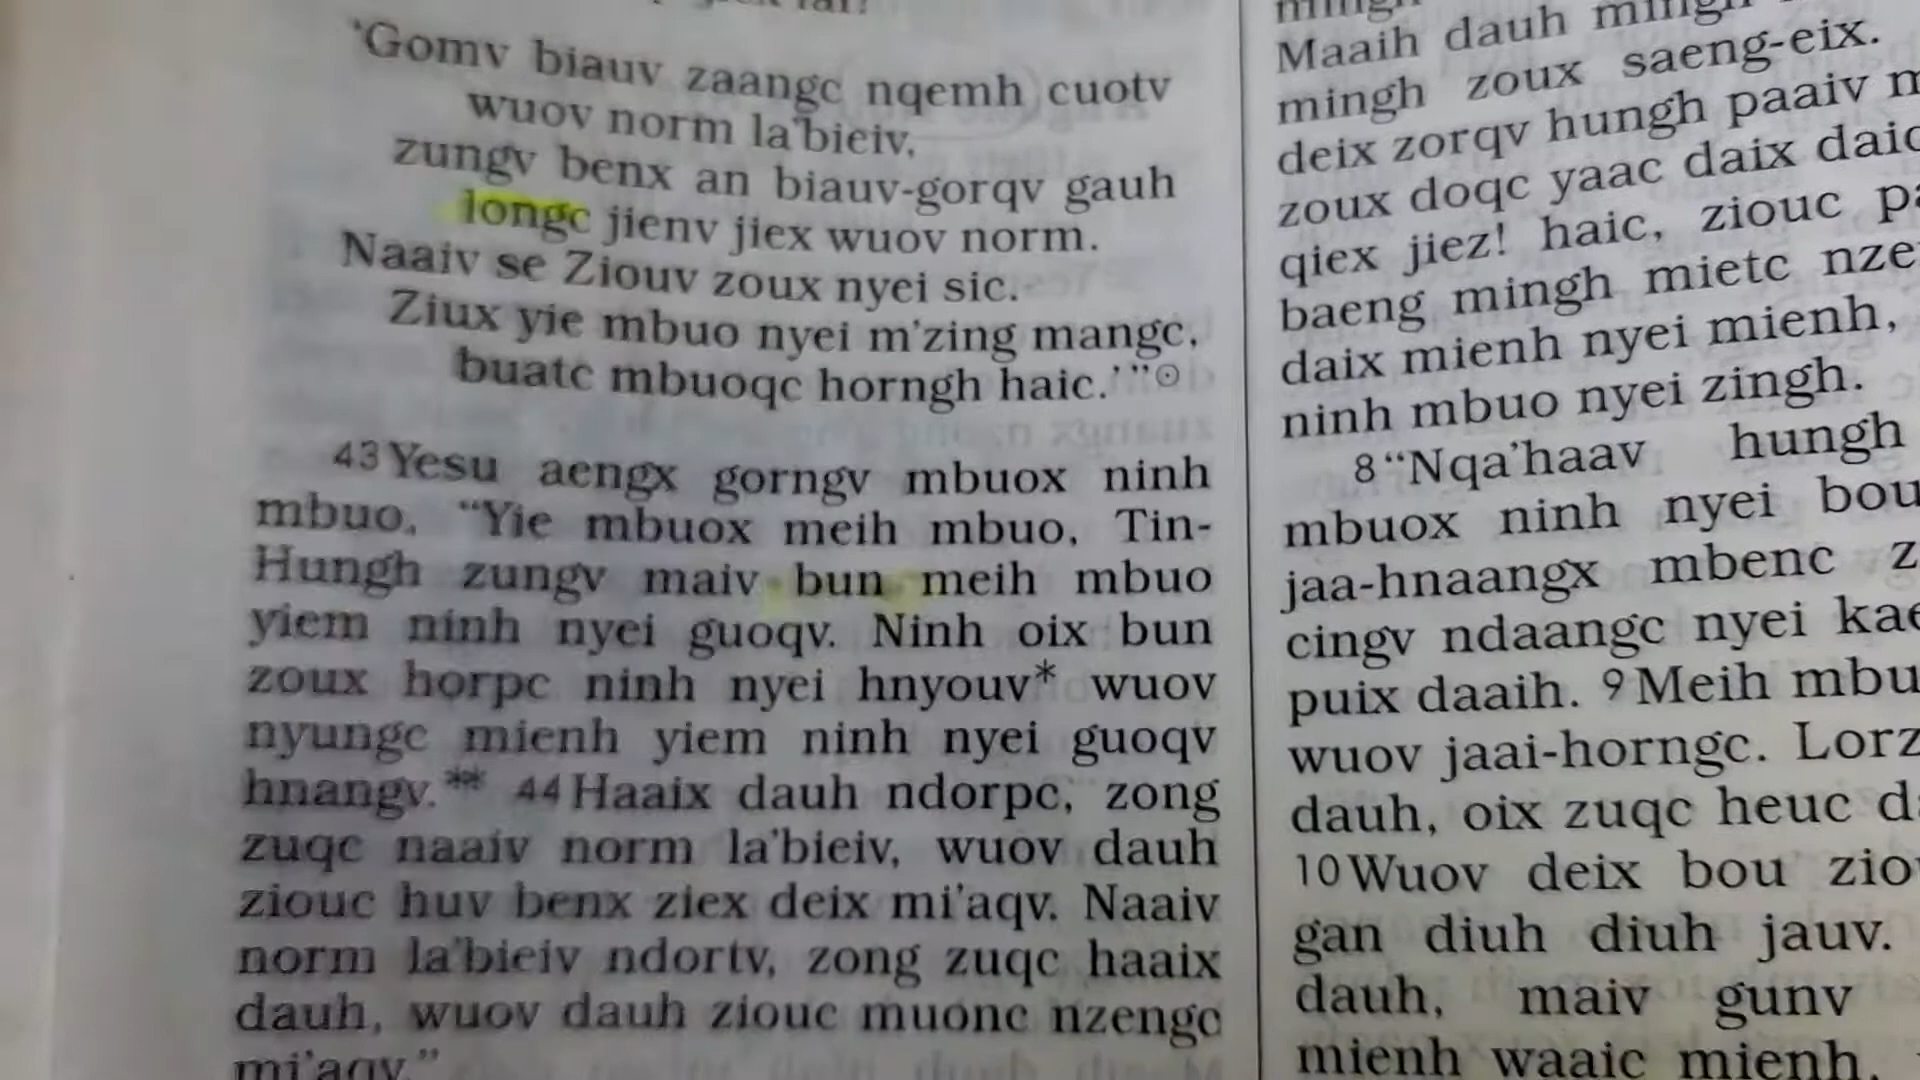 'Gomv biauv zaangc nqemh cuotv
wuov norm la'bieiv,
zungv benx an biauv-gorqv gauh
longc jienv jiex wuov norm.
Naaiv se Ziouv zoux nyei sic.
Ziux yie mbuo nyei m'zing mangc,
buatc mbuoqc horngh haic.'"⊙
43 Yesu aengx gorngv mbuox ninh
mbuo, "Yie mbuox meih mbuo, Tin-
Hungh zungv maiv bun meih mbuo
yiem ninh nyei guoqv. Ninh oix bun
zoux horpc ninh nyei hnyouv* wuov
nyungc mienh yiem ninh nyei guoqv
hnangv.** 44 Haaix dauh ndorpc, zong
zuqc naaiv norm la'bieiv, wuov dauh
ziouc huv benx ziex deix mi'aqv. Naaiv
norm la'bieiv ndortv, zong zuqc haaix
dauh, wuov dauh ziouc muonc nzengc
mi'aqv."
Maaih dauh mingh
mingh zoux saeng-eix.
deix zorqv hungh paaiv
zoux doqc yaac daix
qiex jiez! haic, ziouc
baeng mingh mietc
daix mienh nyei mienh,
ninh mbuo nyei zingh.
8 "Nqa'haav hungh
mbuox ninh nyei
jaa-hnaangx mbenc
cingv ndaangc nyei
puix daaih. 9 Meih
wuov jaai-horngc.
dauh, oix zuqc heuc
10 Wuov deix bou
gan diuh diuh jauv.
dauh, maiv gunv
mienh waaic mienh,